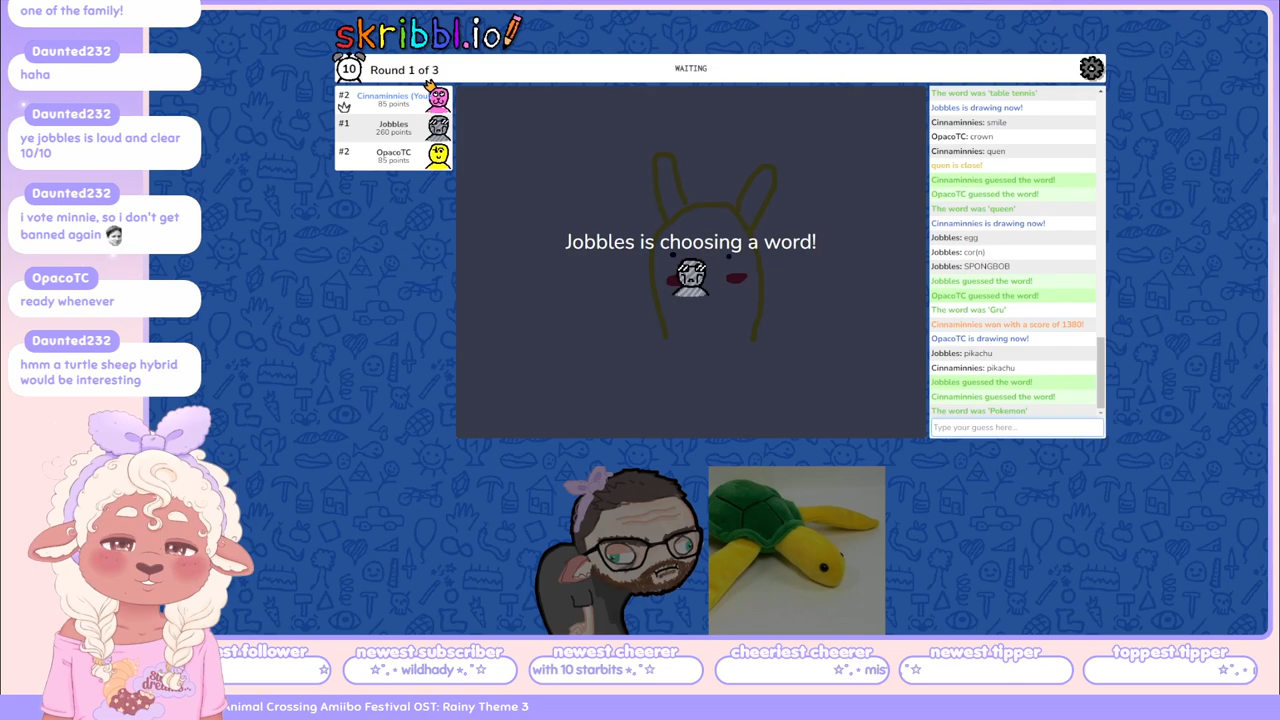 one of the family!
Daunted232
haha
Daunted232
ye jobbles is loud and clear
10/10
Daunted232
i vote minnie, so i don't get
banned again
OpacoTC
ready whenever
Daunted232
hmm a turtle sheep hybrid
would be interesting
skribbl.io
10
Round 1 of 3
WAITING
#2
Cinnaminnies (You
85 points
#1
Jobbles
260 points
#2
OpacoTC
85 points
Jobbles is choosing a word!
The word was 'table tennis'
Jobbles is drawing now!
Cinnaminnies: smile
OpacoTC: crown
Cinnaminnies: quen
quen is close!
Cinnaminnies guessed the word!
OpacoTC guessed the word!
The word was 'queen'
Cinnaminnies is drawing now!
Jobbles: egg
Jobbles: cor(n)
Jobbles: SPONGBOB
Jobbles guessed the word!
OpacoTC guessed the word!
The word was 'Gru'
Cinnaminnies won with a score of 1380!
OpacoTC is drawing now!
Jobbles: pikachu
Cinnaminnies: pikachu
Jobbles guessed the word!
Cinnaminnies guessed the word!
The word was 'Pokemon'
Type your guess here...
st follower
newest subscriber
wildhady
newest cheerer
with 10 starbits
cheeriest cheerer
mis
newest tipper
toppest tipper
Animal Crossing Amiibo Festival OST: Rainy Theme 3